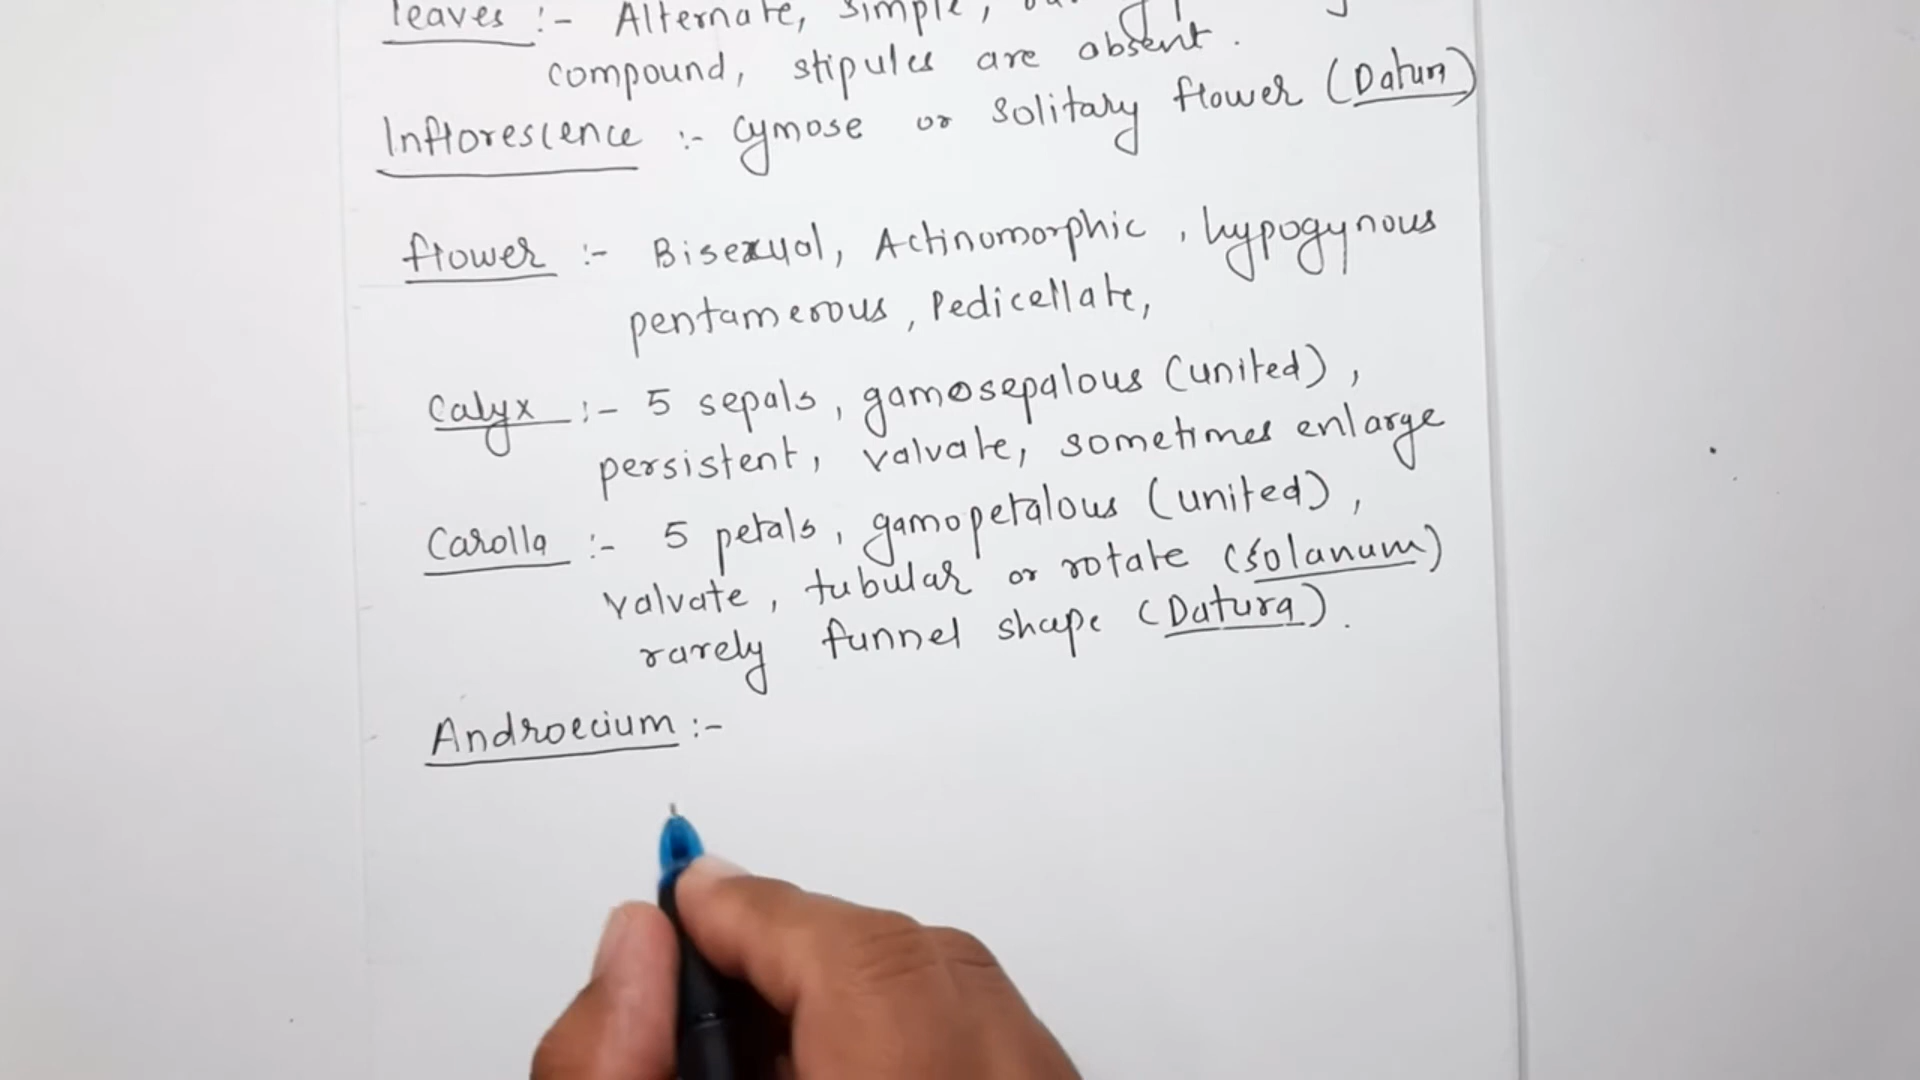 leaves :- Alternate, simple,
compound, stipules are absent.
Inflorescence :- Cymose or solitary flower (Datura)
flower :- Bisexual, Actinomorphic, hypogynous
pentamerous, Pedicellate,
Calyx :- 5 sepals, gamosepalous (united),
persistent, valvate, sometimes enlarge
Carolla :- 5 petals, gamopetalous (united),
valvate, tubular or rotate (Solanum)
rarely funnel shape (Datura).
Androecium :-